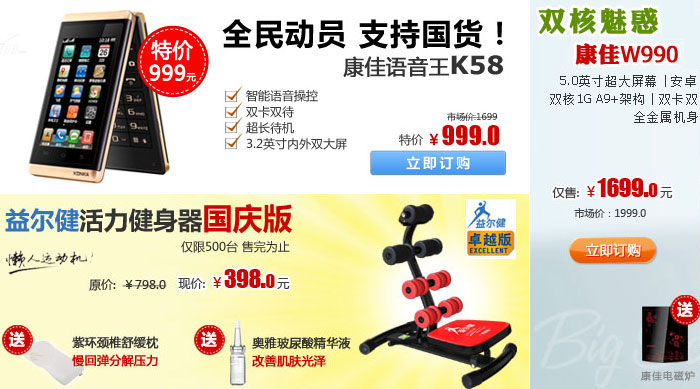 全民动员 支持国货！
康佳语音王K58
特价
999元
KONKA
智能语音操控
双卡双待
超长待机
3.2英寸内外双大屏
市场价:1699
特价 ¥999.0
立即订购
双核魅惑
康佳W990
5.0英寸超大屏幕 | 安卓
双核1G A9+架构 | 双卡双
全金属机身
仅售: ¥1699.0元
市场价：1999.0
立即订购
送
康佳电磁炉
益尔健活力健身器国庆版
仅限500台 售完为止
懒人运动机！
原价: ¥798.0 现价: ¥398.0元
益尔健
卓越版
EXCELLENT
送
紫环颈椎舒缓枕
慢回弹分解压力
送
奥雅玻尿酸精华液
改善肌肤光泽